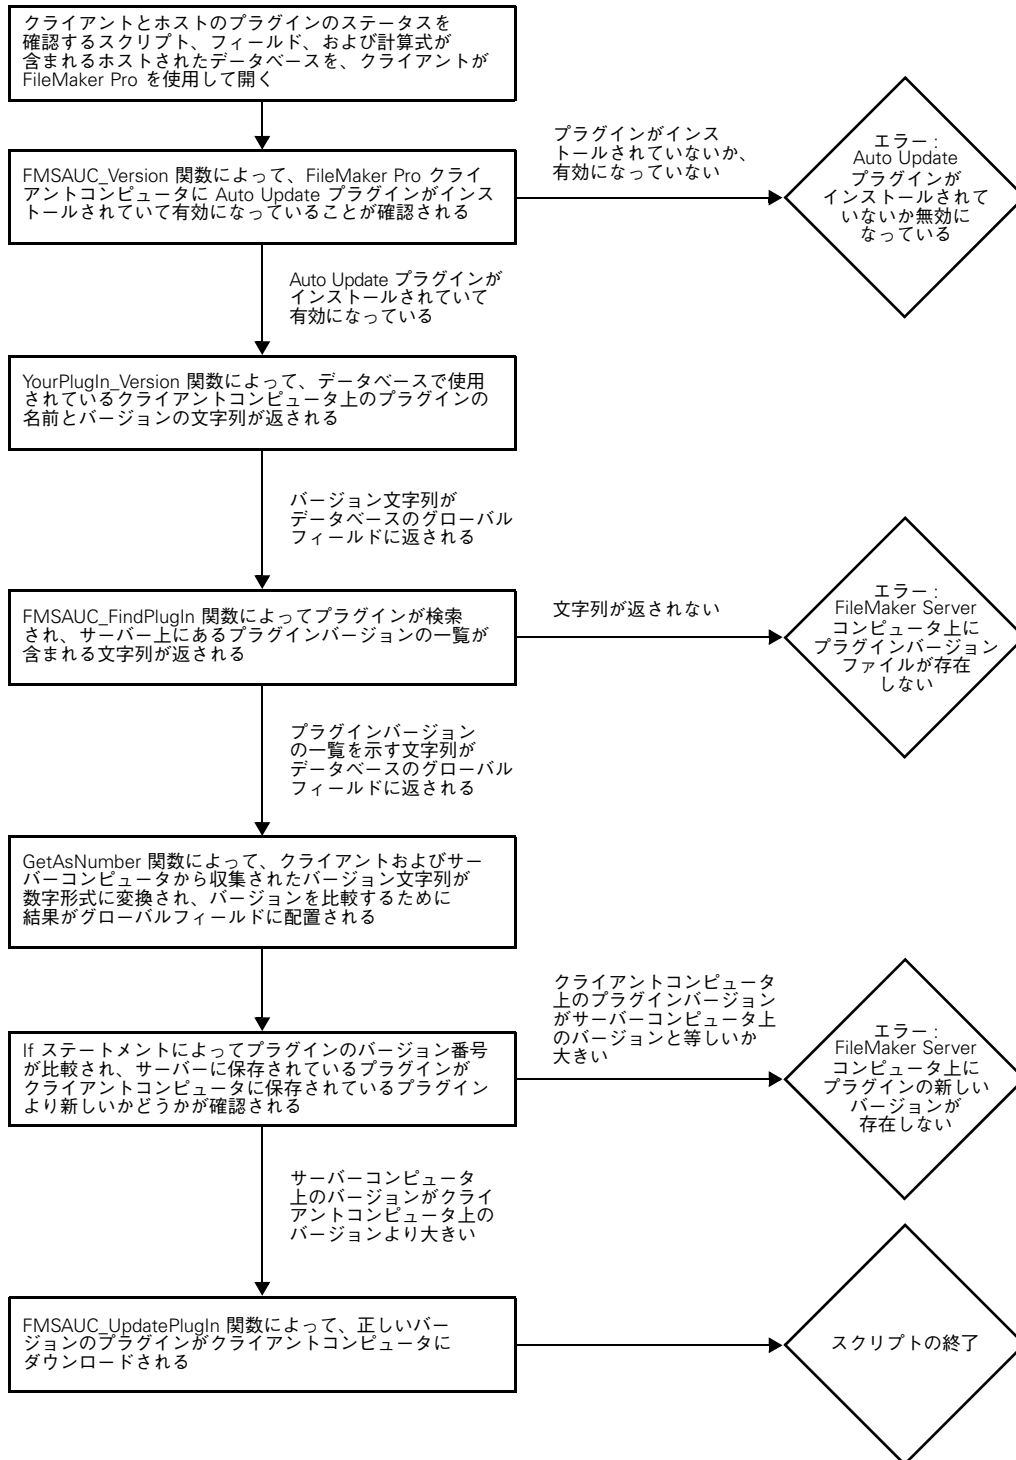 クライアントとホストのプラグインのステータスを
確認するスクリプト、フィールド、および計算式が
含まれるホストされたデータベースを、クライアントが
FileMaker Pro を使用して開く
FMSAUC_Version 関数によって、FileMaker Pro クライ
アントコンピュータに Auto Update プラグインがインス
トールされていて有効になっていることが確認される
プラグインがインス
トールされていないか、
有効になっていない
エラー :
Auto Update
プラグインが
インストールされて
いないか無効に
なっている
Auto Update プラグインが
インストールされていて
有効になっている
YourPlugIn_Version 関数によって、データベースで使用
されているクライアントコンピュータ上のプラグインの
名前とバージョンの文字列が返される
バージョン文字列が
データベースのグローバル
フィールドに返される
FMSAUC_FindPlugIn 関数によってプラグインが検索
され、サーバー上にあるプラグインバージョンの一覧が
含まれる文字列が返される
文字列が返されない
エラー :
FileMaker Server
コンピュータ上に
プラグインバージョン
ファイルが存在
しない
プラグインバージョン
の一覧を示す文字列が
データベースのグローバル
フィールドに返される
GetAsNumber 関数によって、クライアントおよびサー
バーコンピュータから収集されたバージョン文字列が
数字形式に変換され、バージョンを比較するために
結果がグローバルフィールドに配置される
If ステートメントによってプラグインのバージョン番号
が比較され、サーバーに保存されているプラグインが
クライアントコンピュータに保存されているプラグイン
より新しいかどうかが確認される
クライアントコンピュータ
上のプラグインバージョン
がサーバーコンピュータ上
のバージョンと等しいか
大きい
エラー :
FileMaker Server
コンピュータ上に
プラグインの新しい
バージョンが
存在しない
サーバーコンピュータ
上のバージョンがクライ
アントコンピュータ上の
バージョンより大きい
FMSAUC_UpdatePlugIn 関数によって、正しいバー
ジョンのプラグインがクライアントコンピュータに
ダウンロードされる
スクリプトの終了